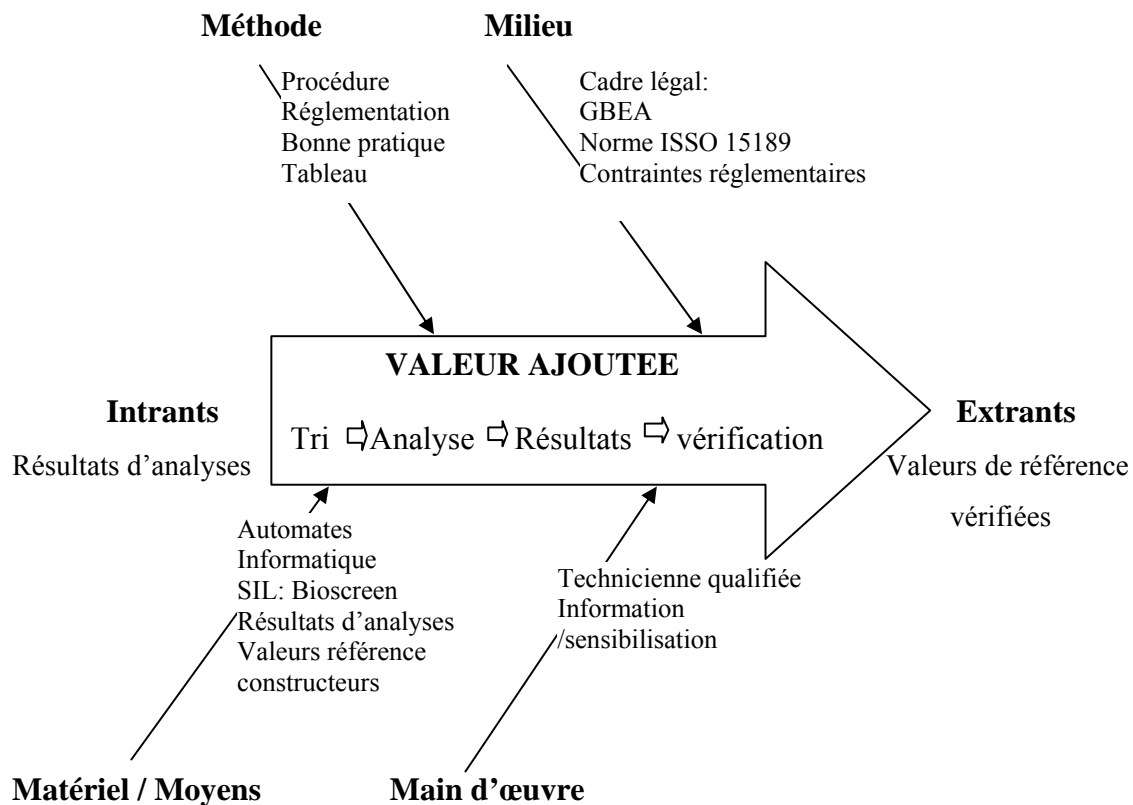 Méthode
Milieu
Procédure
Réglementation
Bonne pratique
Tableau
Cadre légal:
GBEA
Norme ISSO 15189
Contraintes réglementaires
VALEUR AJOUTEE
Tri ⇨ Analyse ⇨ Résultats ⇨ vérification
Intrants
Résultats d’analyses
Extrants
Valeurs de référence
vérifiées
Automates
Informatique
SIL: Bioscreen
Résultats d’analyses
Valeurs référence
constructeurs
Technicienne qualifiée
Information
/sensibilisation
Matériel / Moyens
Main d’œuvre